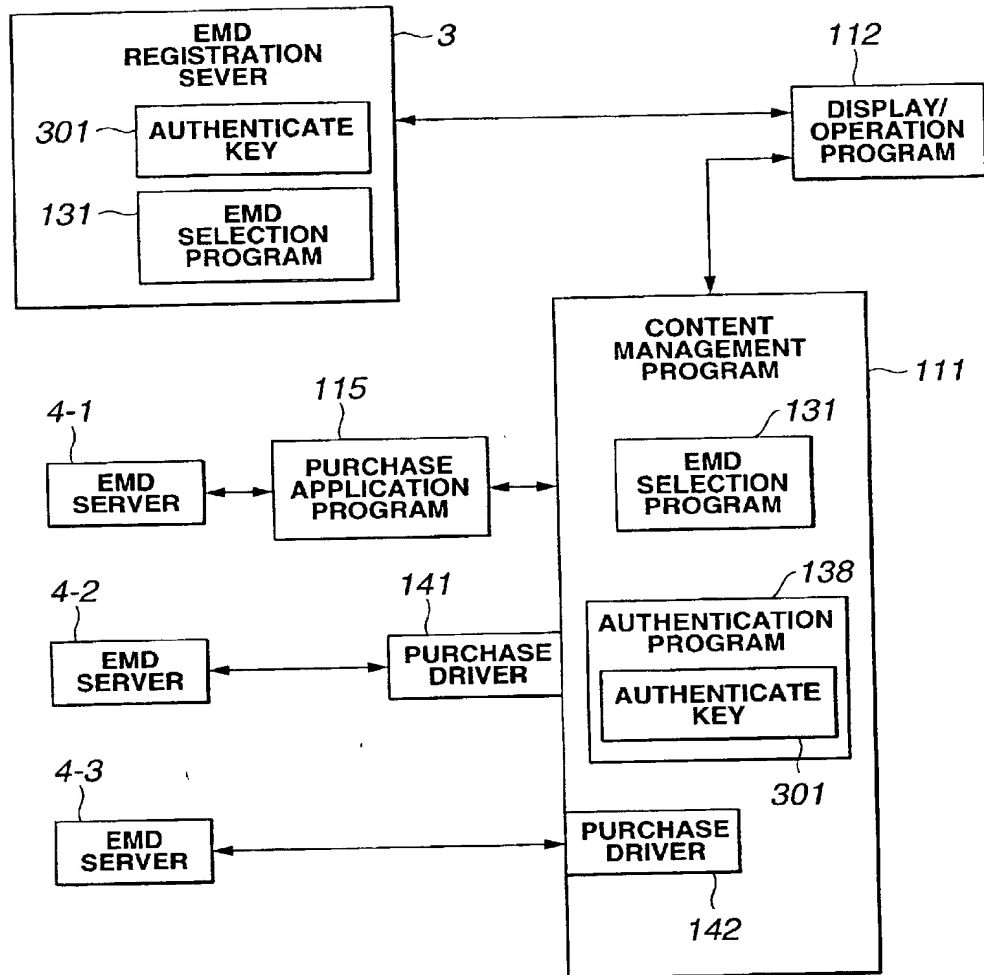 EMD
REGISTRATION
SEVER
3
301
AUTHENTICATE
KEY
131
EMD
SELECTION
PROGRAM
112
DISPLAY/
OPERATION
PROGRAM
CONTENT
MANAGEMENT
PROGRAM
111
4-1
EMD
SERVER
115
PURCHASE
APPLICATION
PROGRAM
131
EMD
SELECTION
PROGRAM
4-2
EMD
SERVER
141
PURCHASE
DRIVER
138
AUTHENTICATION
PROGRAM
AUTHENTICATE
KEY
301
4-3
EMD
SERVER
PURCHASE
DRIVER
142